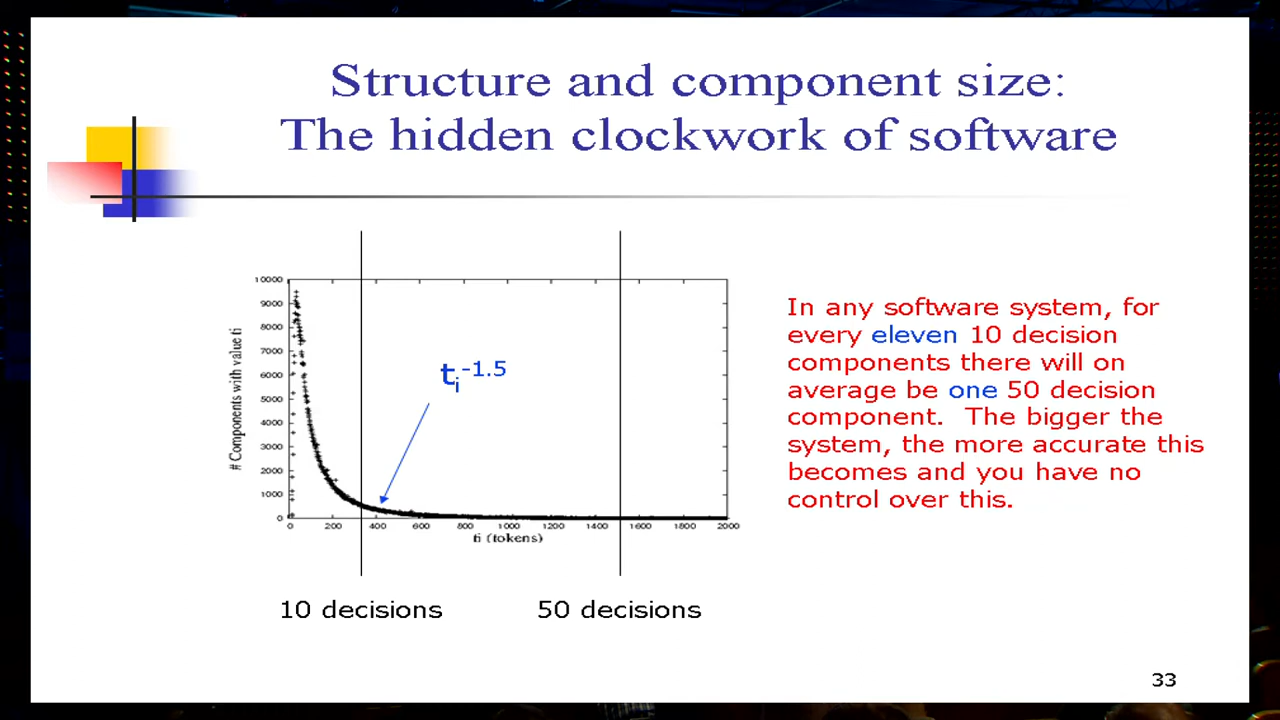 Structure and component size:
The hidden clockwork of software
10000
9000
8000
7000
6000
5000
4000
3000
2000
1000
0
# Components with value ti
0 200 400 600 800 1000 1200 1400 1600 1800 2000
ti (tokens)
ti-1.5
10 decisions
50 decisions
In any software system, for
every eleven 10 decision
components there will on
average be one 50 decision
component. The bigger the
system, the more accurate this
becomes and you have no
control over this.
33